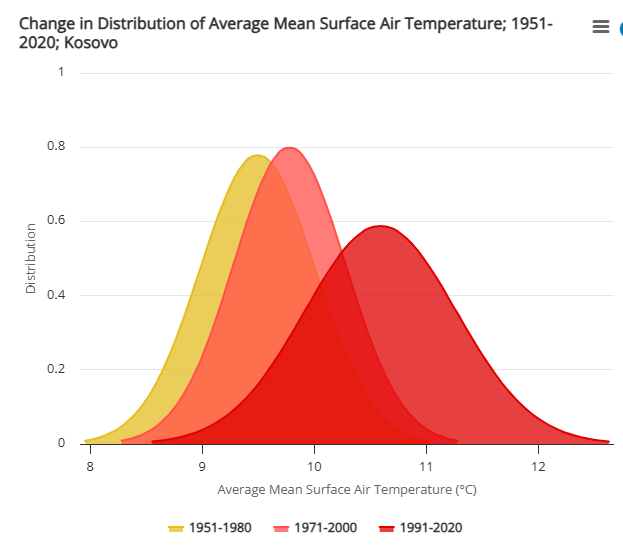 Change in Distribution of Average Mean Surface Air Temperature; 1951-
2020; Kosovo
1
0.8
0.6
0.4
0.2
0
Distribution
8 9 10 11 12
Average Mean Surface Air Temperature (°C)
1951-1980 1971-2000 1991-2020